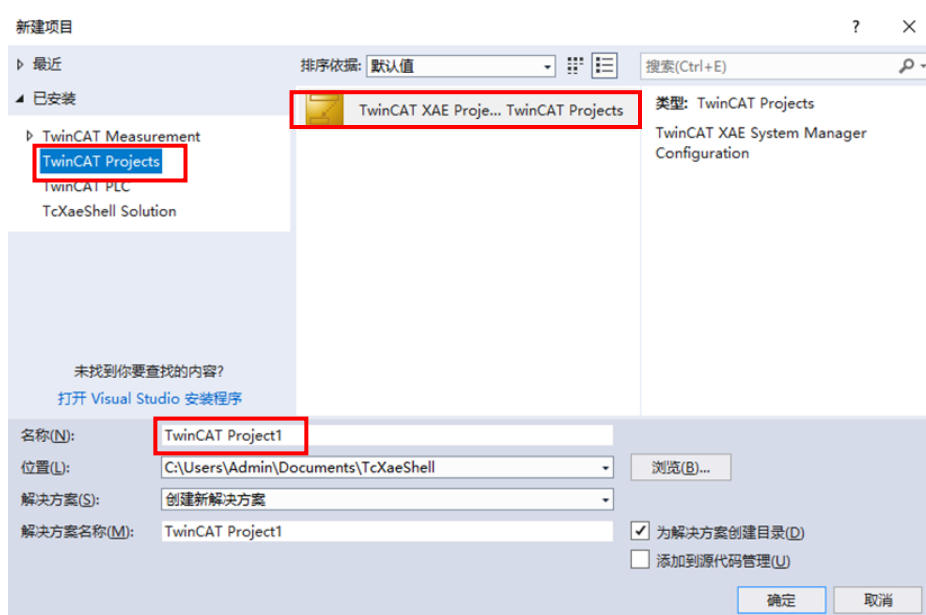 新建项目
?
最近
排序依据: 默认值
搜索(Ctrl+E)
已安装
TwinCAT Measurement
TwinCAT Projects
TwinCAT PLC
TcXaeShell Solution
TwinCAT XAE Proje... TwinCAT Projects
类型: TwinCAT Projects
TwinCAT XAE System Manager
Configuration
未找到你要查找的内容?
打开 Visual Studio 安装程序
名称(N): TwinCAT Project1
位置(L): C:\Users\Admin\Documents\TcXaeShell 浏览(B)...
解决方案(S): 创建新解决方案
解决方案名称(M): TwinCAT Project1 为解决方案创建目录(D)
添加到源代码管理(U)
确定 取消